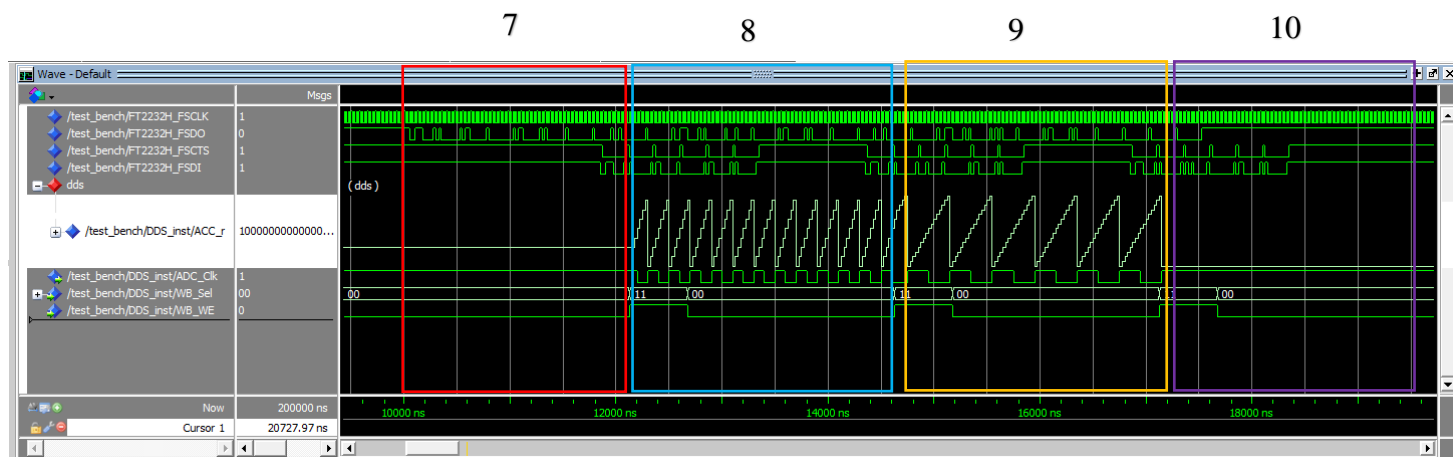 7 8 9 10
Wave - Default
Msgs
/test_bench/FT2232H_FSCLK 1
/test_bench/FT2232H_FSDO 0
/test_bench/FT2232H_FSCTS 1
/test_bench/FT2232H_FSDI 1
dds (dds)
/test_bench/DDS_inst/ACC_r 10000000000000...
/test_bench/DDS_inst/ADC_Clk 1
/test_bench/DDS_inst/WB_Sel 00 00 11 00 11 00 11 00
/test_bench/DDS_inst/WB_WE 0
Now 200000 ns 10000 ns 12000 ns 14000 ns 16000 ns 18000 ns
Cursor 1 20727.97 ns